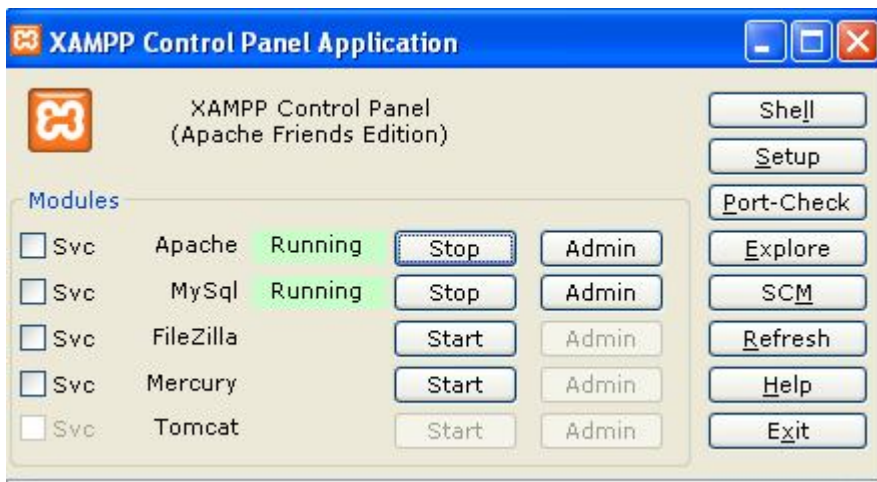 XAMPP Control Panel Application
XAMPP Control Panel
(Apache Friends Edition)
Shell
Setup
Port-Check
Modules
Svc Apache Running Stop Admin
Explore
Svc MySql Running Stop Admin
SCM
Svc FileZilla Start Admin
Refresh
Svc Mercury Start Admin
Help
Svc Tomcat Start Admin
Exit